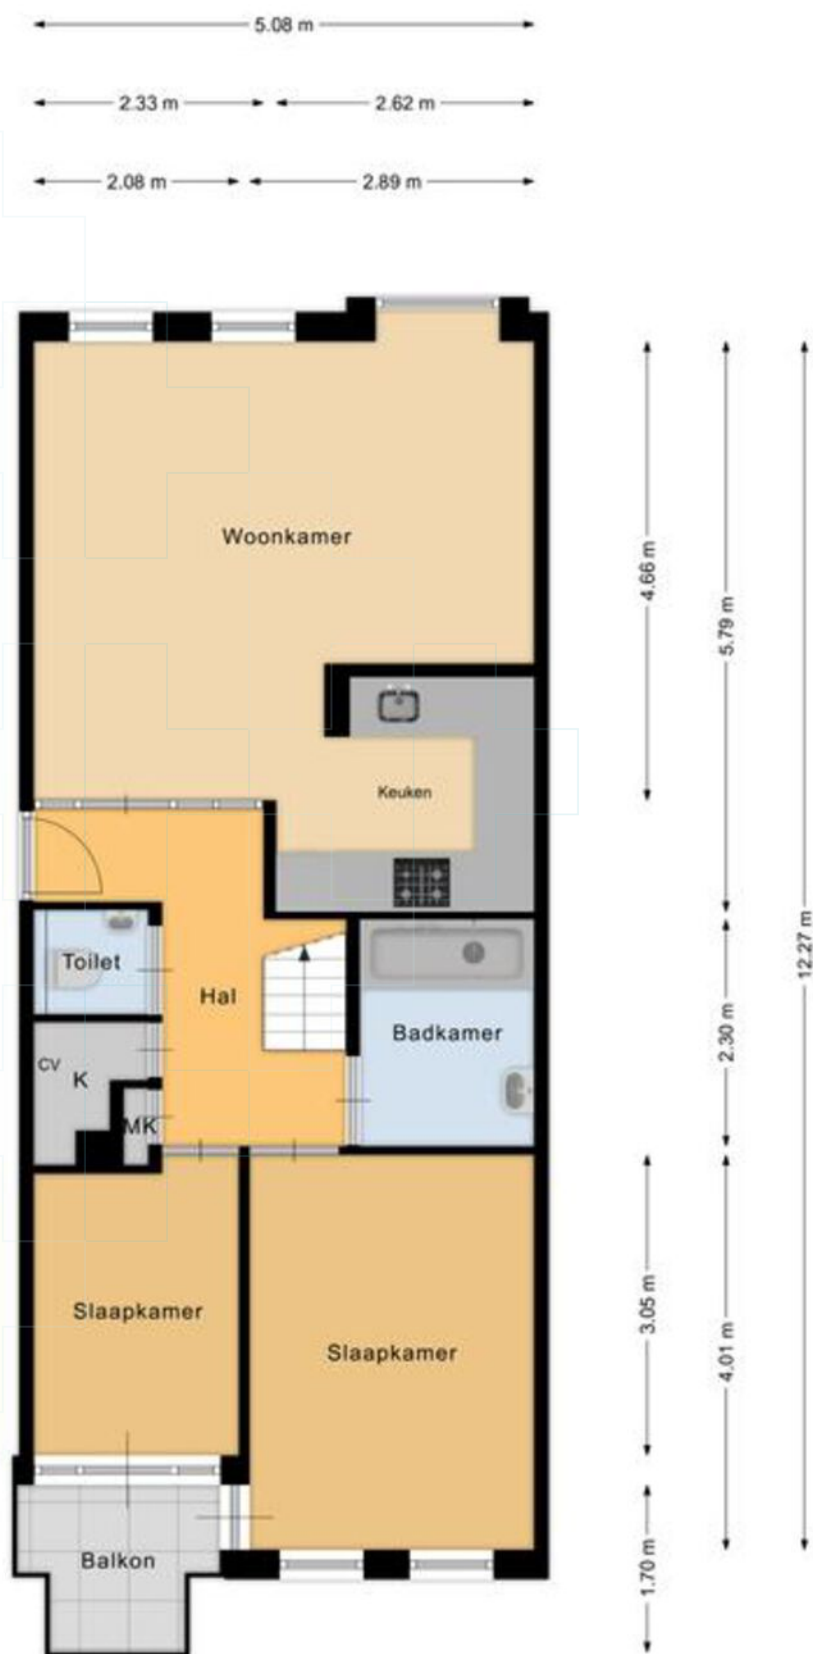 5.08 m
2.33 m
2.62 m
2.08 m
2.89 m
Woonkamer
4.66 m
5.79 m
12.27 m
Keuken
Toilet
Hal
Badkamer
2.30 m
CV
K
MK
Slaapkamer
Slaapkamer
3.05 m
4.01 m
Balkon
1.70 m